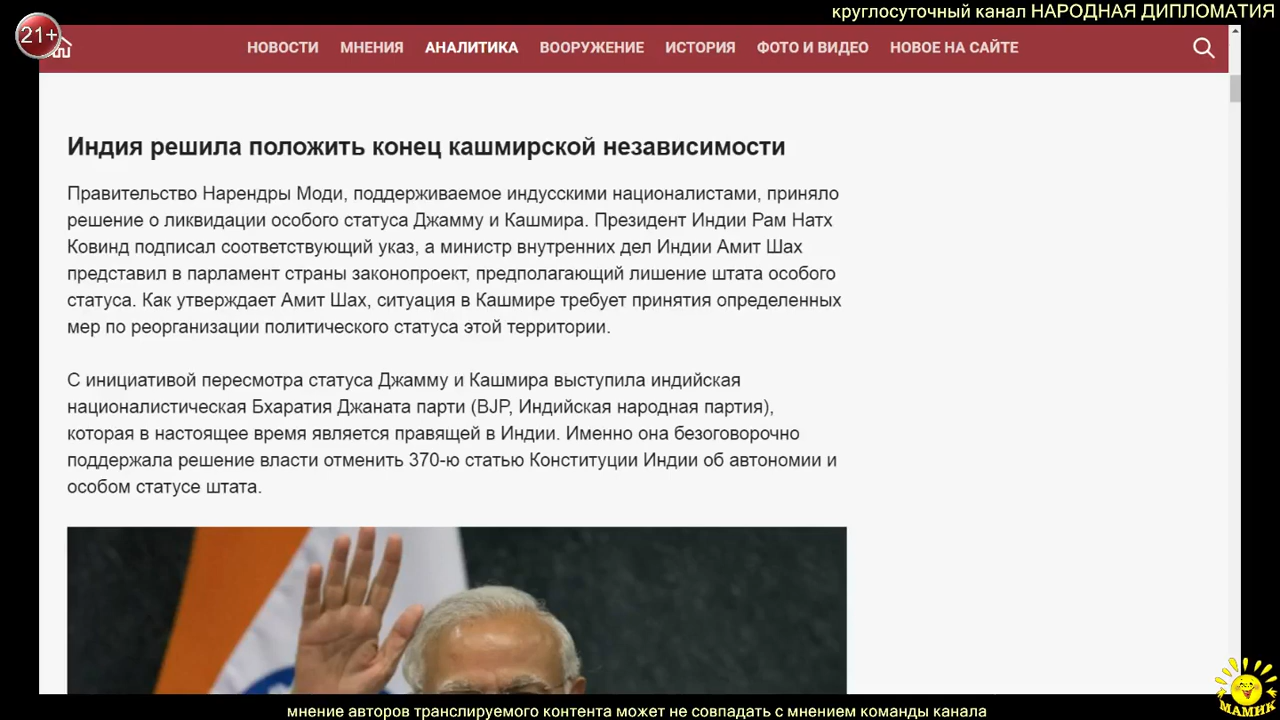 круглосуточный канал НАРОДНАЯ ДИПЛОМАТИЯ
21+
НОВОСТИ МНЕНИЯ АНАЛИТИКА ВООРУЖЕНИЕ ИСТОРИЯ ФОТО И ВИДЕО НОВОЕ НА САЙТЕ
Индия решила положить конец кашмирской независимости
Правительство Нарендры Моди, поддерживаемое индусскими националистами, приняло
решение о ликвидации особого статуса Джамму и Кашмира. Президент Индии Рам Натх
Ковинд подписал соответствующий указ, а министр внутренних дел Индии Амит Шах
представил в парламент страны законопроект, предполагающий лишение штата особого
статуса. Как утверждает Амит Шах, ситуация в Кашмире требует принятия определенных
мер по реорганизации политического статуса этой территории.
С инициативой пересмотра статуса Джамму и Кашмира выступила индийская
националистическая Бхаратия Джаната парти (BJP, Индийская народная партия),
которая в настоящее время является правящей в Индии. Именно она безоговорочно
поддержала решение власти отменить 370-ю статью Конституции Индии об автономии и
особом статусе штата.
МАМИК
мнение авторов транслируемого контента может не совпадать с мнением команды канала